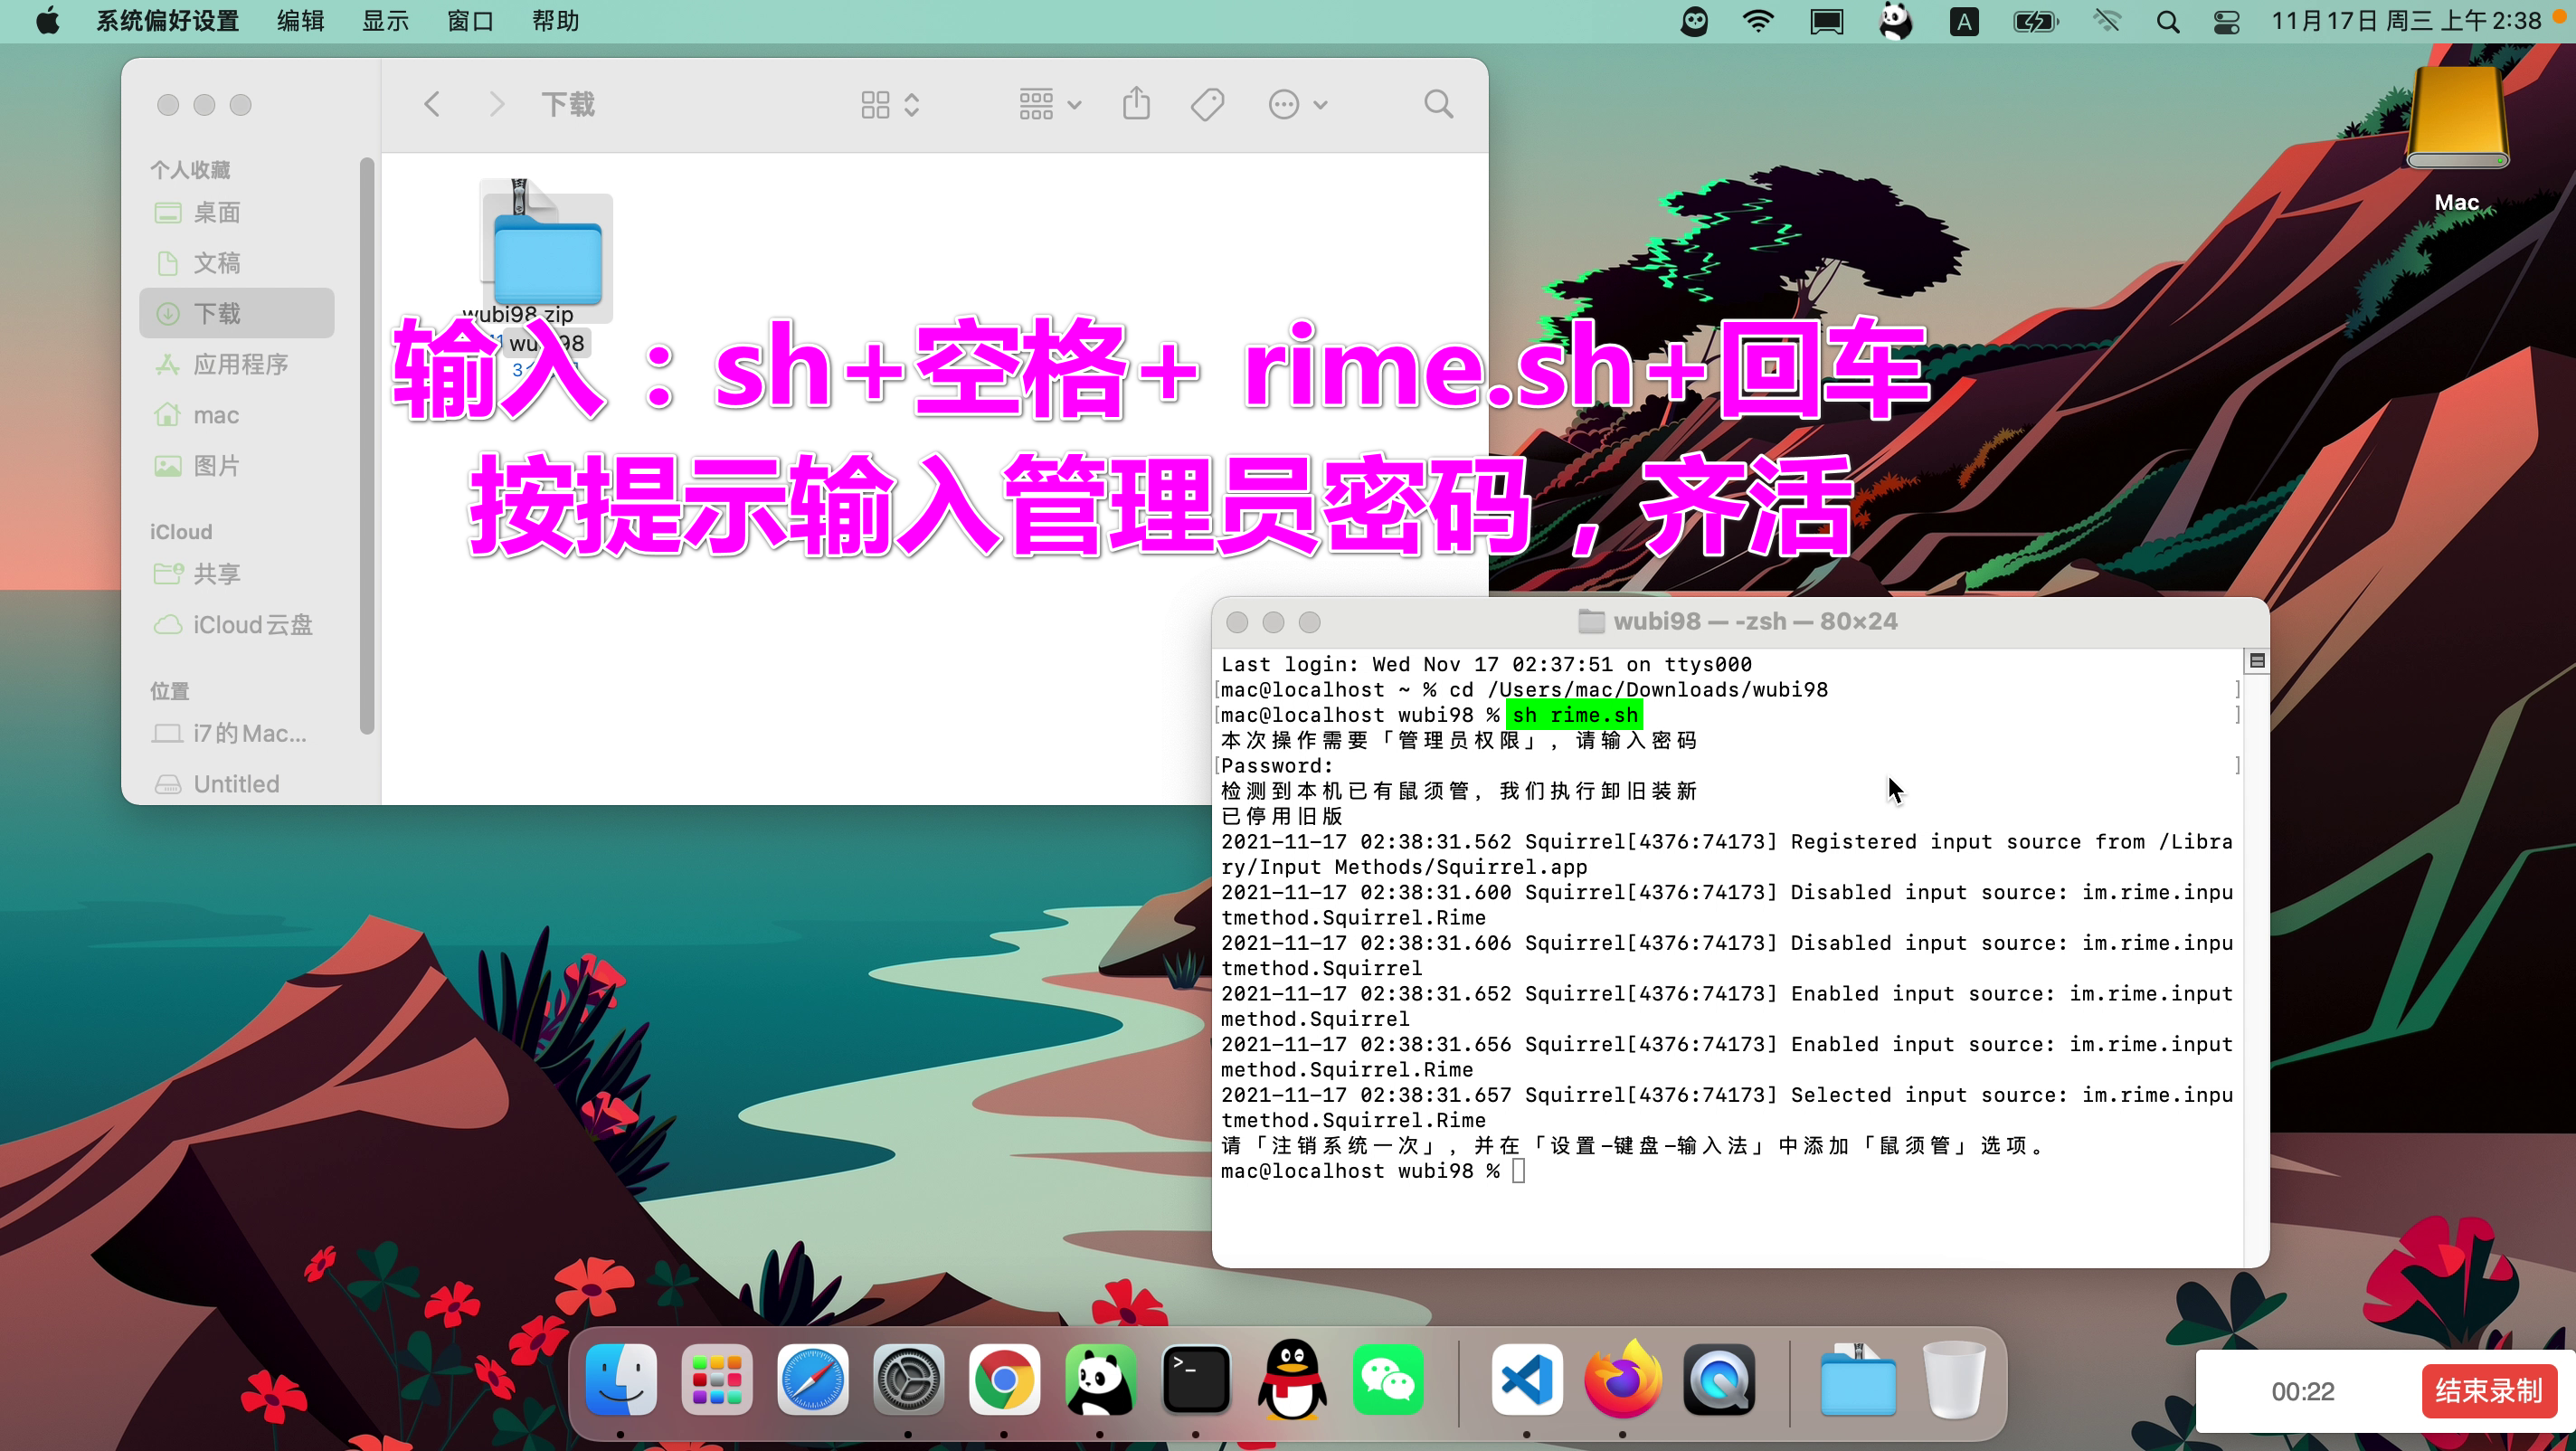 系统偏好设置 编辑 显示 窗口 帮助
A
11月17日 周三 上午2:38
下载
个人收藏
桌面
文稿
下载
应用程序
mac
图片
iCloud
共享
iCloud云盘
位置
i7的Mac...
Untitled
wubi98.zip
Mac
输入：sh+空格+ rime.sh+回车
按提示输入管理员密码，齐活
wubi98 — -zsh — 80×24
Last login: Wed Nov 17 02:37:51 on ttys000
[mac@localhost ~ % cd /Users/mac/Downloads/wubi98 ]
[mac@localhost wubi98 % sh rime.sh ]
本次操作需要「管理员权限」，请输入密码
[Password: ]
检测到本机已有鼠须管，我们执行卸旧装新
已停用旧版
2021-11-17 02:38:31.562 Squirrel[4376:74173] Registered input source from /Libra
ry/Input Methods/Squirrel.app
2021-11-17 02:38:31.600 Squirrel[4376:74173] Disabled input source: im.rime.inpu
tmethod.Squirrel.Rime
2021-11-17 02:38:31.606 Squirrel[4376:74173] Disabled input source: im.rime.inpu
tmethod.Squirrel
2021-11-17 02:38:31.652 Squirrel[4376:74173] Enabled input source: im.rime.input
method.Squirrel
2021-11-17 02:38:31.656 Squirrel[4376:74173] Enabled input source: im.rime.input
method.Squirrel.Rime
2021-11-17 02:38:31.657 Squirrel[4376:74173] Selected input source: im.rime.inpu
tmethod.Squirrel.Rime
请「注销系统一次」，并在「设置-键盘-输入法」中添加「鼠须管」选项。
mac@localhost wubi98 %
00:22 结束录制